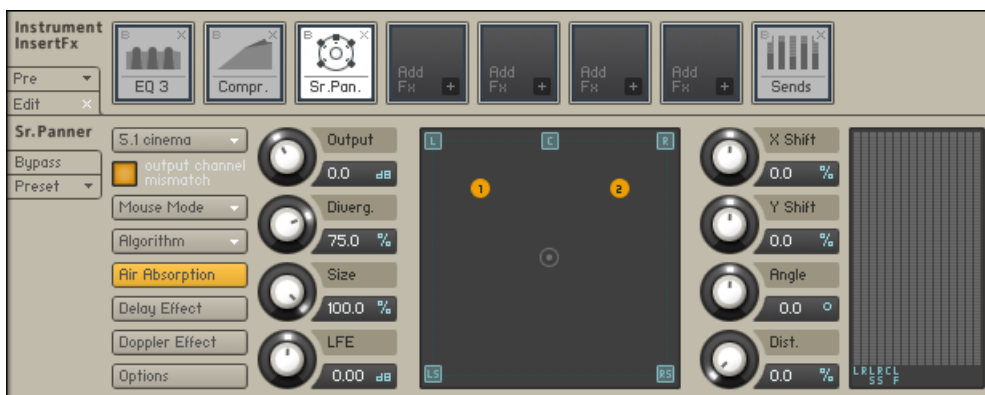 Instrument
InsertFx
Pre
Edit
B X
EQ 3
B X
Compr.
B X
Sr.Pan.
Add
Fx +
Add
Fx +
Add
Fx +
Add
Fx +
B X
Sends
Sr.Panner
Bypass
Preset
5.1 cinema
output channel
mismatch
Mouse Mode
Algorithm
Air Absorption
Delay Effect
Doppler Effect
Options
Output
0.0 dB
Diverg.
75.0 %
Size
100.0 %
LFE
0.00 dB
L C R
1 2
LS RS
X Shift
0.0 %
Y Shift
0.0 %
Angle
0.0 °
Dist.
0.0 %
LRLRCL
SS F